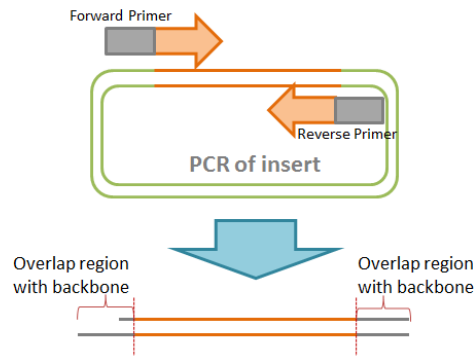 Forward Primer
Reverse Primer
PCR of insert
Overlap region
with backbone
Overlap region
with backbone